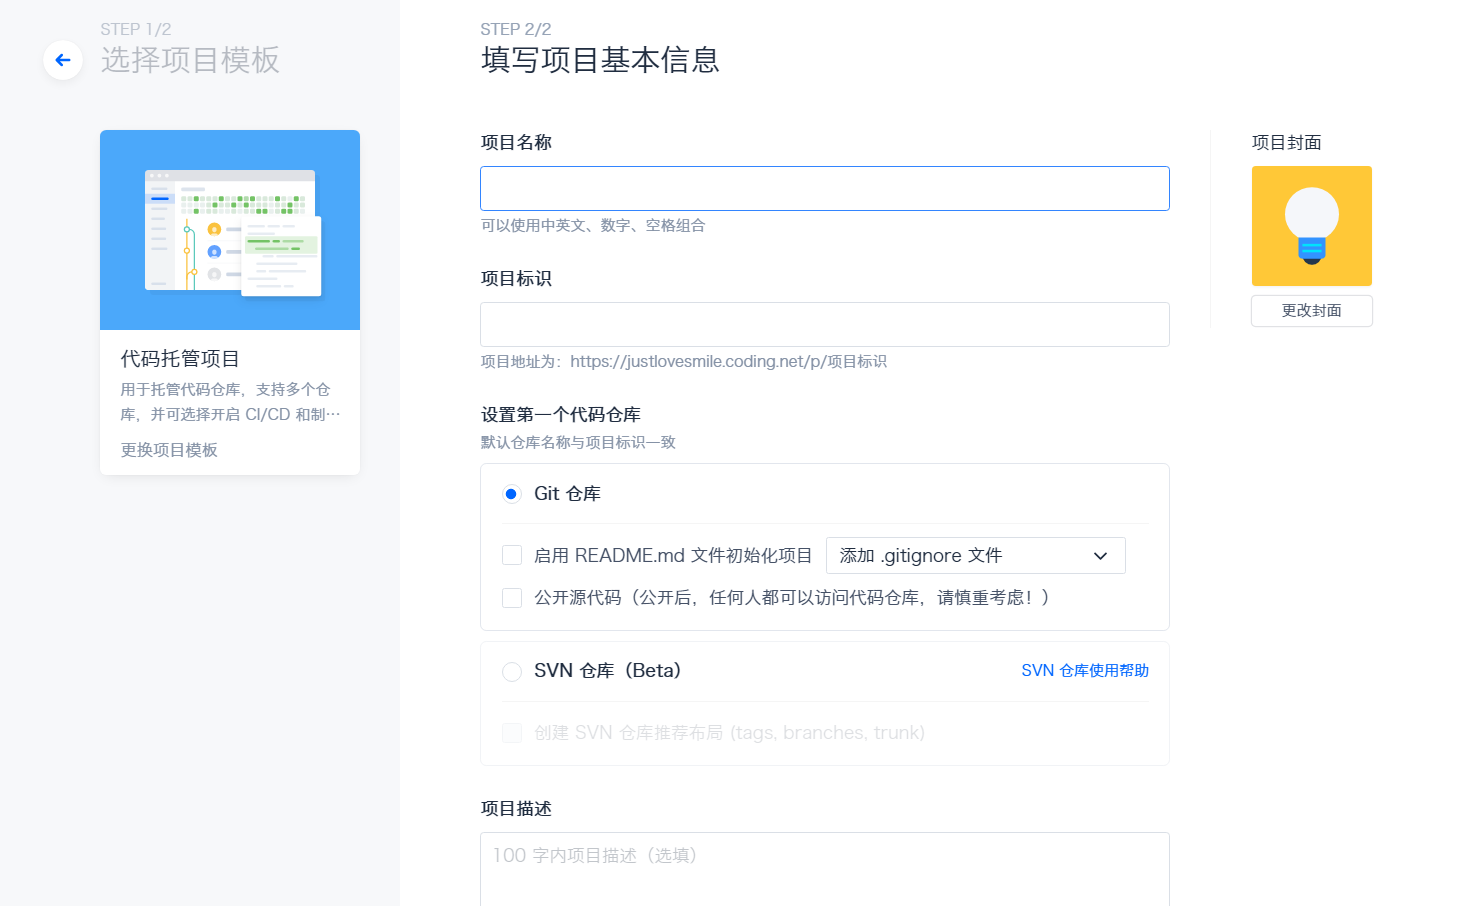 STEP 1/2
选择项目模板
代码托管项目
用于托管代码仓库，支持多个仓
库，并可选择开启 CI/CD 和制…
更换项目模板
STEP 2/2
填写项目基本信息
项目名称
可以使用中英文、数字、空格组合
项目标识
项目地址为：https://justlovesmile.coding.net/p/项目标识
设置第一个代码仓库
默认仓库名称与项目标识一致
Git 仓库
启用 README.md 文件初始化项目
添加 .gitignore 文件
公开源代码（公开后，任何人都可以访问代码仓库，请慎重考虑！）
SVN 仓库（Beta）
SVN 仓库使用帮助
创建 SVN 仓库推荐布局 (tags, branches, trunk)
项目描述
100 字内项目描述（选填）
项目封面
更改封面